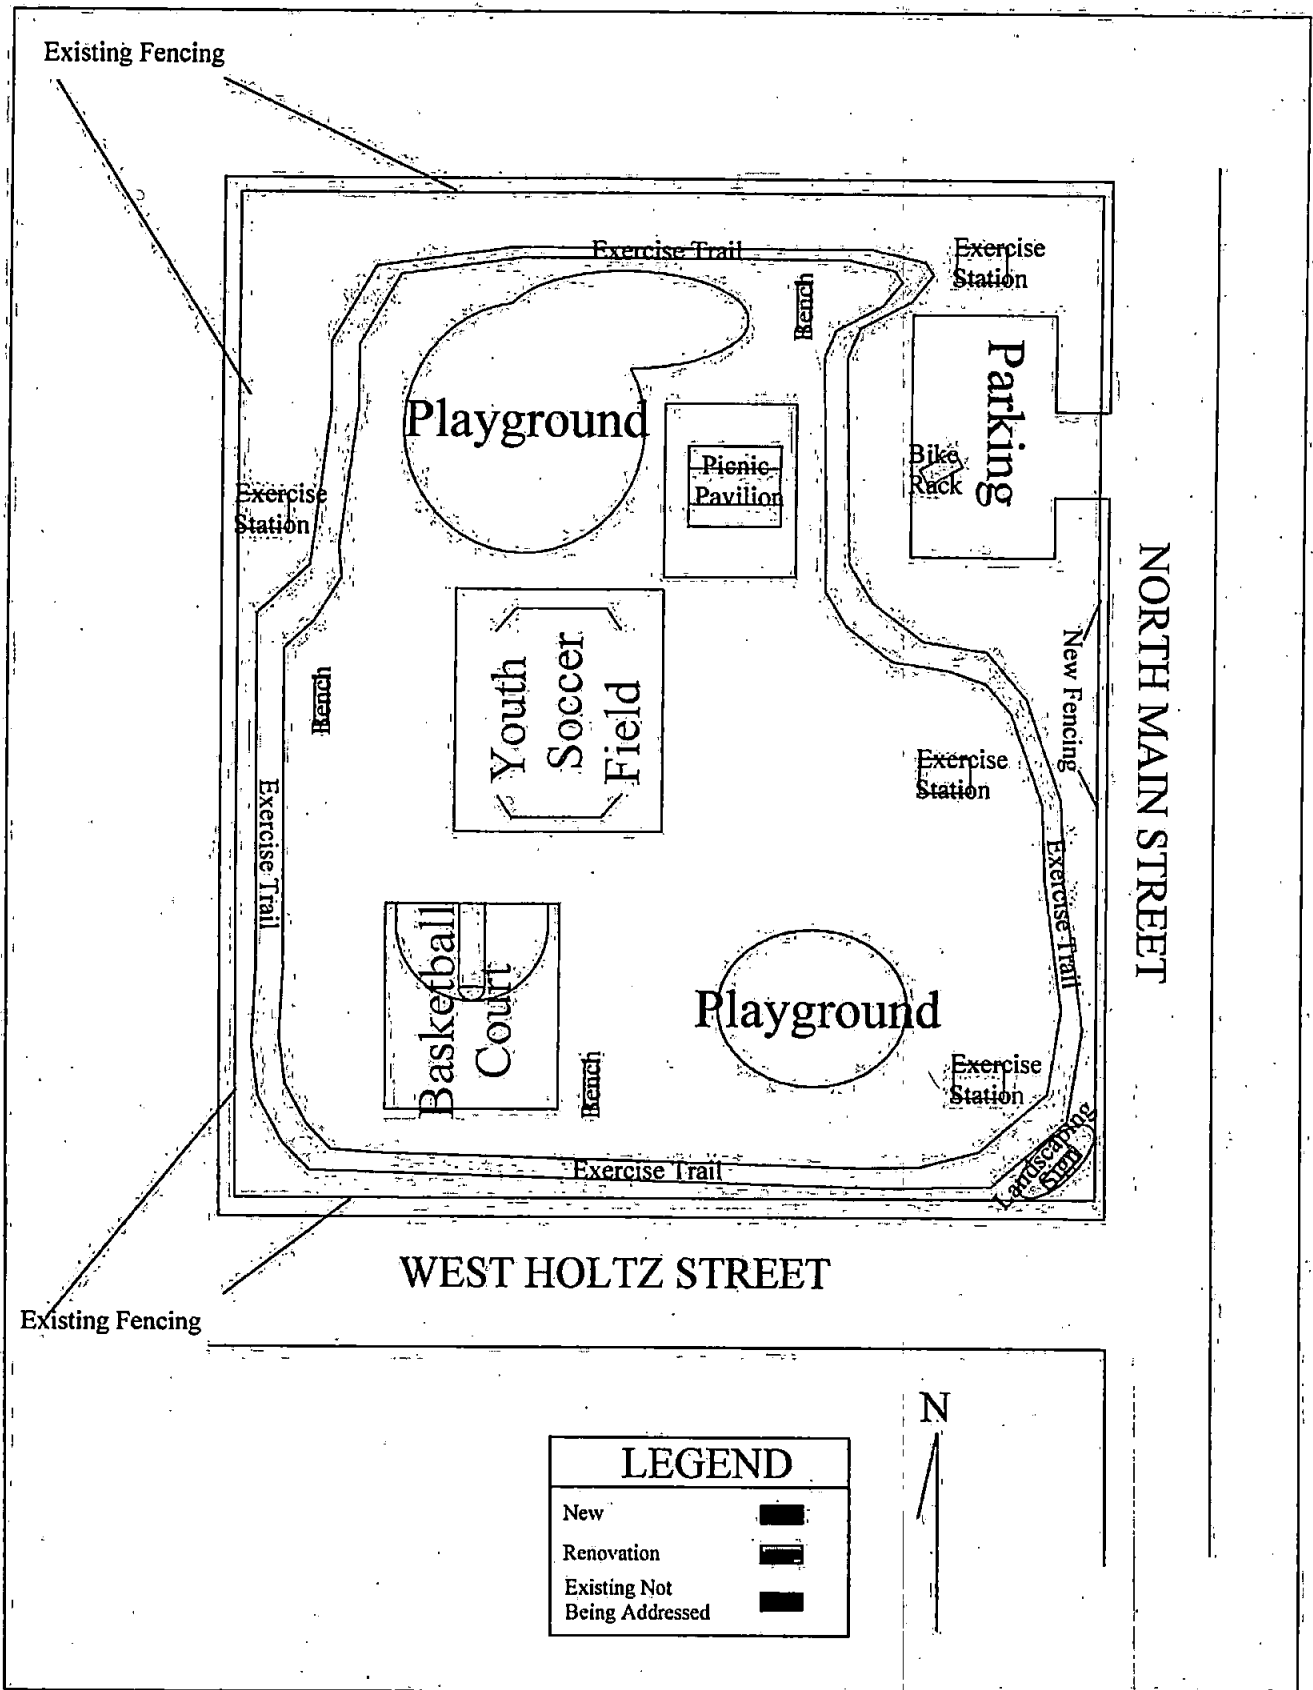 Existing Fencing
Exercise Trail
Exercise
Station
Bench
Parking
Playground
Picnic
Pavilion
Bike
Rack
Exercise
Station
NORTH MAIN STREET
New Fencing
Youth
Soccer
Field
Bench
Exercise
Station
Exercise Trail
Exercise Trail
Basketball
Court
Playground
Bench
Exercise
Station
Landscaping
Sign
Exercise Trail
WEST HOLTZ STREET
Existing Fencing
N
LEGEND
New
Renovation
Existing Not
Being Addressed